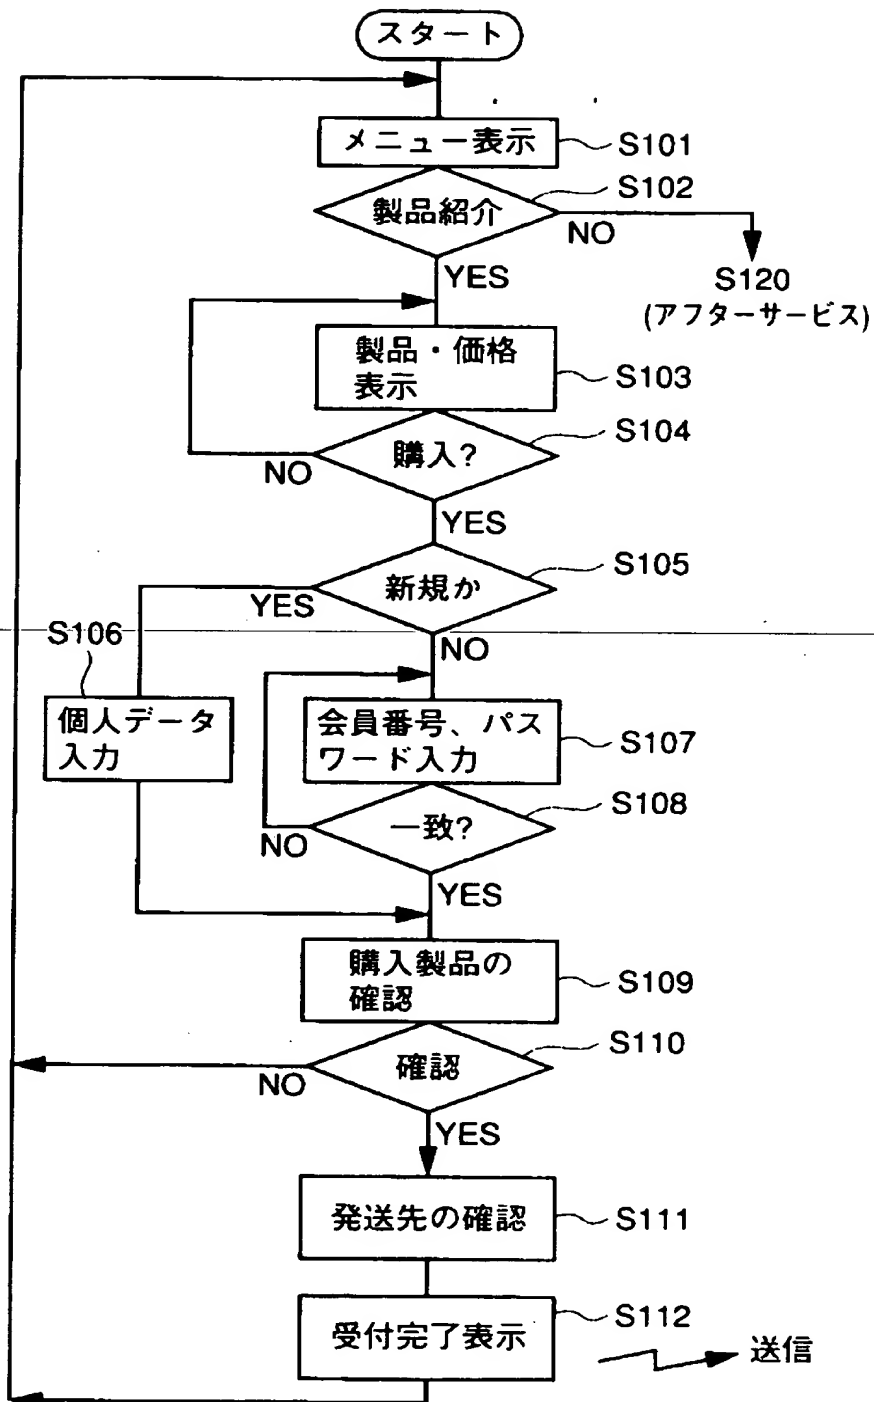 スタート
メニュー表示
S101
S102
製品紹介
NO
YES
S120
(アフターサービス)
製品・価格
表示
S103
S104
購入?
NO
YES
S105
新規か
YES
NO
S106
個人データ
入力
会員番号、パス
ワード入力
S107
S108
一致?
NO
YES
購入製品の
確認
S109
S110
確認
NO
YES
発送先の確認
S111
受付完了表示
S112
送信